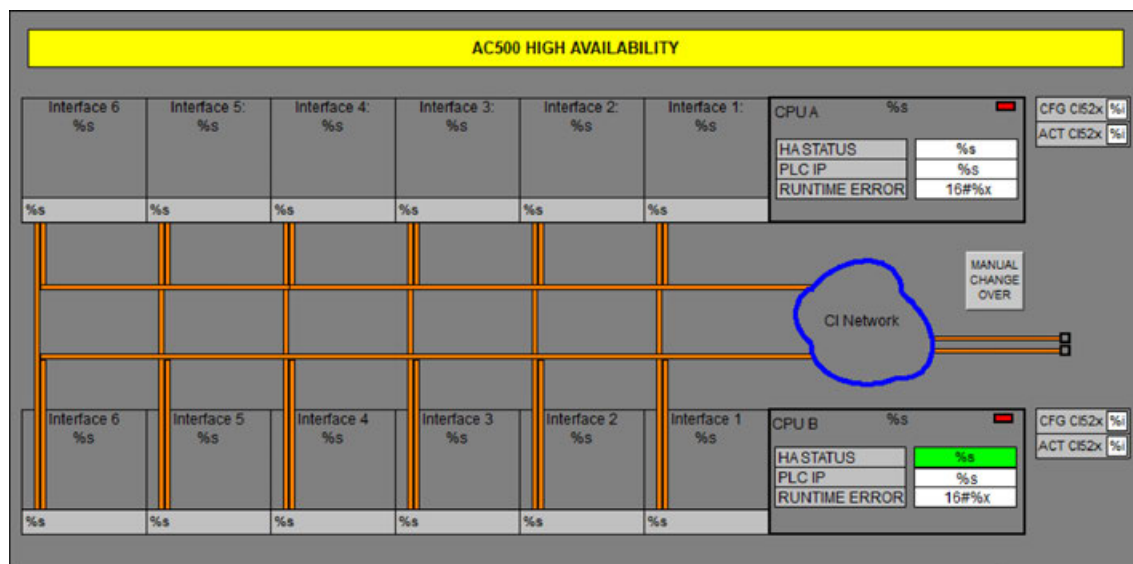 AC500 HIGH AVAILABILITY
Interface 6 Interface 5: Interface 4: Interface 3: Interface 2: Interface 1:
%s %s %s %s %s %s
%s %s %s %s %s %s
CPU A %s
HA STATUS %s
PLC IP %s
RUNTIME ERROR 16#%x
CFG CI52x %i
ACT CI52x %i
MANUAL
CHANGE
OVER
CI Network
Interface 6 Interface 5 Interface 4 Interface 3 Interface 2 Interface 1
%s %s %s %s %s %s
%s %s %s %s %s %s
CPU B %s
HA STATUS %s
PLC IP %s
RUNTIME ERROR 16#%x
CFG CI52x %i
ACT CI52x %i